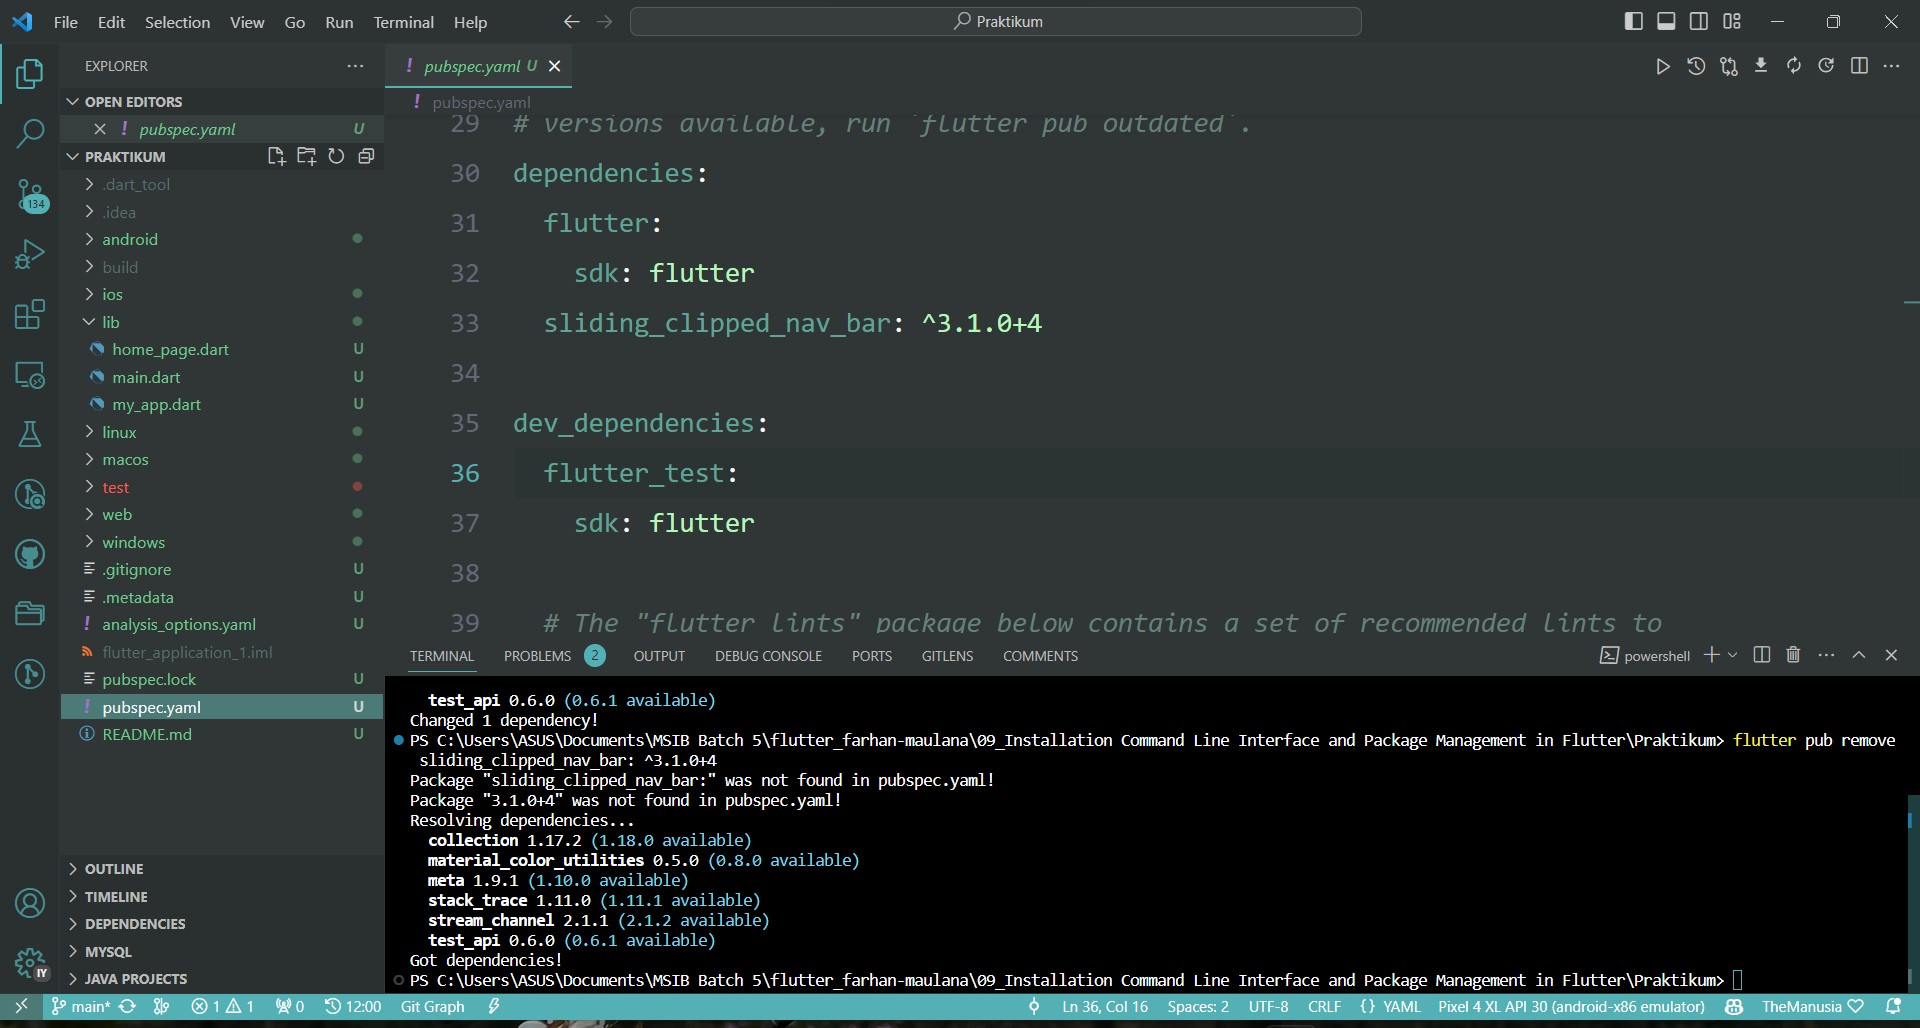 File Edit Selection View Go Run Terminal Help
Praktikum
EXPLORER
OPEN EDITORS
pubspec.yaml U
PRAKTIKUM
.dart_tool
.idea
android
build
ios
lib
home_page.dart U
main.dart U
my_app.dart U
linux
macos
test
web
windows
.gitignore U
.metadata U
analysis_options.yaml U
flutter_application_1.iml
pubspec.lock U
pubspec.yaml U
README.md U
OUTLINE
TIMELINE
DEPENDENCIES
MYSQL
JAVA PROJECTS
134
IY
! pubspec.yaml U
! pubspec.yaml
29 # versions available, run `flutter pub outdated`.
30 dependencies:
31 flutter:
32 sdk: flutter
33 sliding_clipped_nav_bar: ^3.1.0+4
34
35 dev_dependencies:
36 flutter_test:
37 sdk: flutter
38
39 # The "flutter_lints" package below contains a set of recommended lints to
TERMINAL PROBLEMS 2 OUTPUT DEBUG CONSOLE PORTS GITLENS COMMENTS
powershell
test_api 0.6.0 (0.6.1 available)
Changed 1 dependency!
PS C:\Users\ASUS\Documents\MSIB Batch 5\flutter_farhan-maulana\09_Installation Command Line Interface and Package Management in Flutter\Praktikum> flutter pub remove
sliding_clipped_nav_bar: ^3.1.0+4
Package "sliding_clipped_nav_bar:" was not found in pubspec.yaml!
Package "3.1.0+4" was not found in pubspec.yaml!
Resolving dependencies...
collection 1.17.2 (1.18.0 available)
material_color_utilities 0.5.0 (0.8.0 available)
meta 1.9.1 (1.10.0 available)
stack_trace 1.11.0 (1.11.1 available)
stream_channel 2.1.1 (2.1.2 available)
test_api 0.6.0 (0.6.1 available)
Got dependencies!
PS C:\Users\ASUS\Documents\MSIB Batch 5\flutter_farhan-maulana\09_Installation Command Line Interface and Package Management in Flutter\Praktikum>
main* 1 1 0 12:00 Git Graph Ln 36, Col 16 Spaces: 2 UTF-8 CRLF {} YAML Pixel 4 XL API 30 (android-x86 emulator) TheManusia